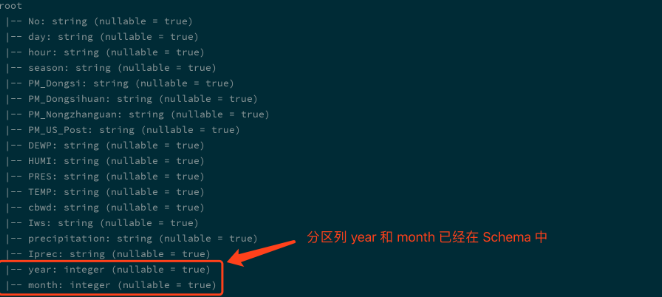 root
|-- No: string (nullable = true)
|-- day: string (nullable = true)
|-- hour: string (nullable = true)
|-- season: string (nullable = true)
|-- PM_Dongsi: string (nullable = true)
|-- PM_Dongsihuan: string (nullable = true)
|-- PM_Nongzhanguan: string (nullable = true)
|-- PM_US_Post: string (nullable = true)
|-- DEWP: string (nullable = true)
|-- HUMI: string (nullable = true)
|-- PRES: string (nullable = true)
|-- TEMP: string (nullable = true)
|-- cbwd: string (nullable = true)
|-- Iws: string (nullable = true)
|-- precipitation: string (nullable = true)
分区列 year 和 month 已经在 Schema 中
|-- Iprec: string (nullable = true)
|-- year: integer (nullable = true)
|-- month: integer (nullable = true)